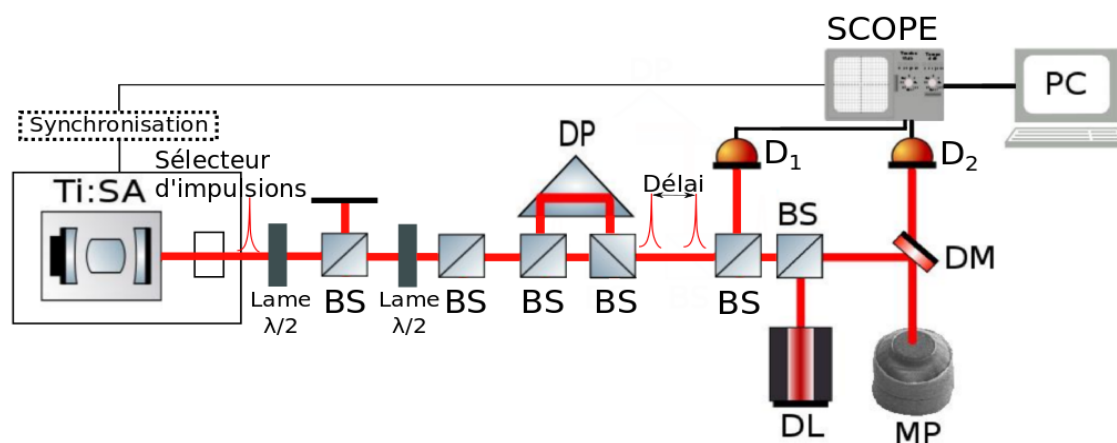 SCOPE
PC
Synchronisation
Sélecteur
d'impulsions
Ti:SA
DP
Délai
D1
D2
BS
DM
Lame
λ/2
BS
Lame
λ/2
BS
BS
BS
BS
DL
MP